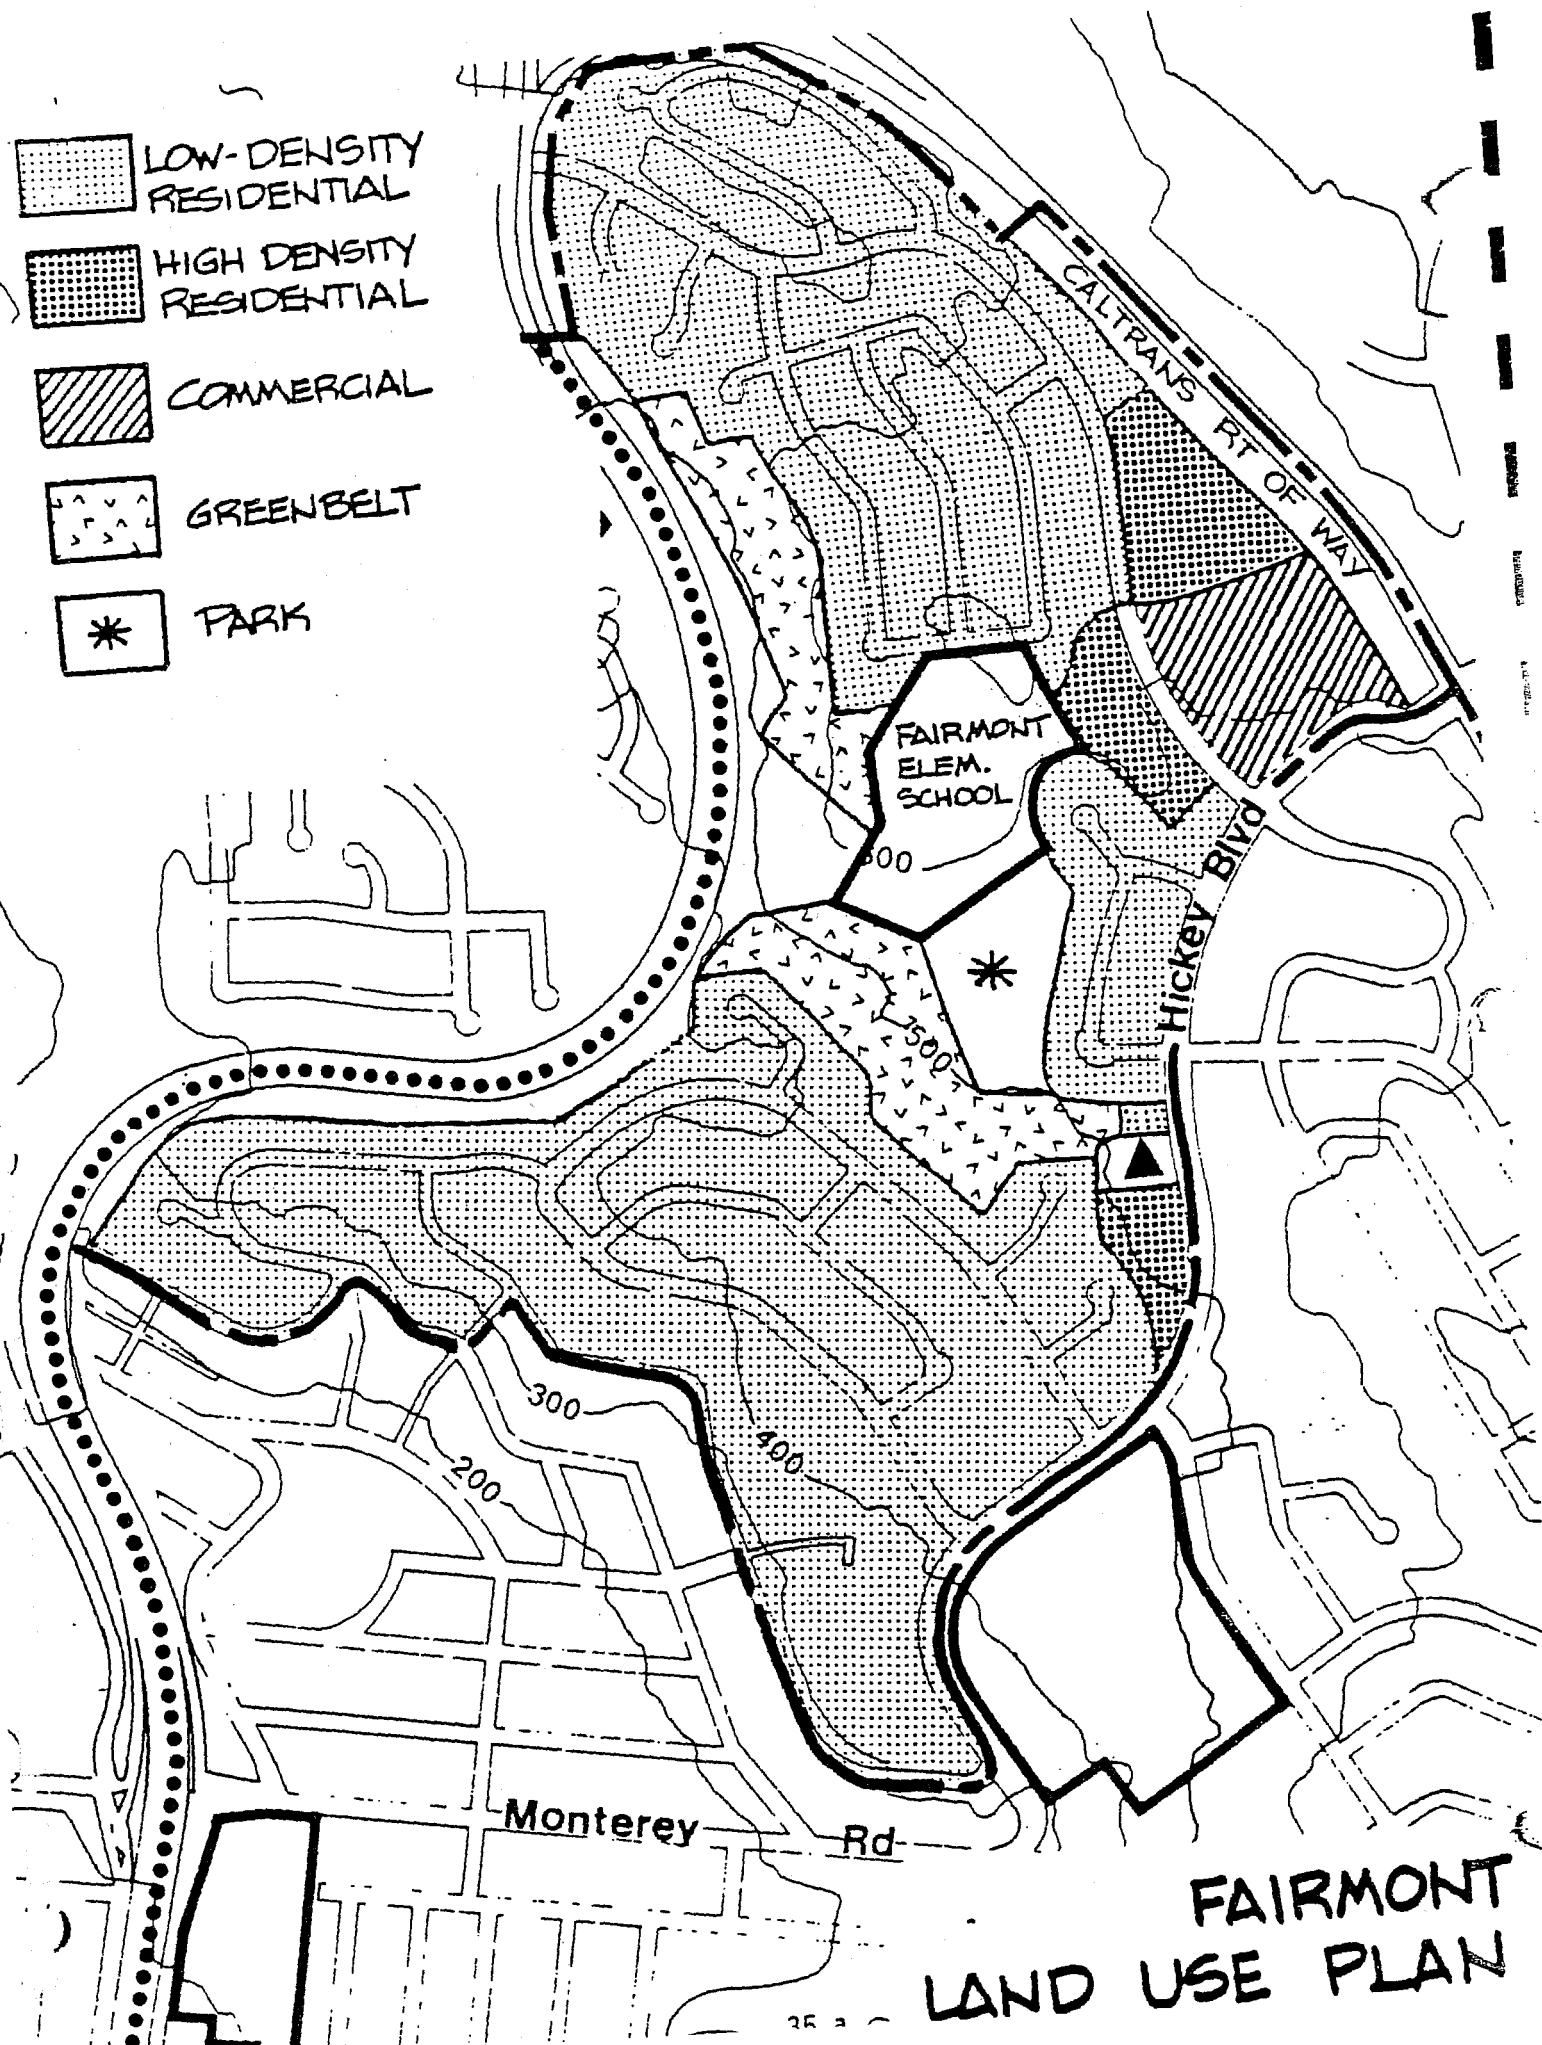 LOW-DENSITY
RESIDENTIAL
HIGH DENSITY
RESIDENTIAL
COMMERCIAL
GREENBELT
PARK
CALTRANS RT OF WAY
FAIRMONT
ELEM.
SCHOOL
Hickey Blvd
500
300
400
200
Monterey Rd
FAIRMONT
LAND USE PLAN